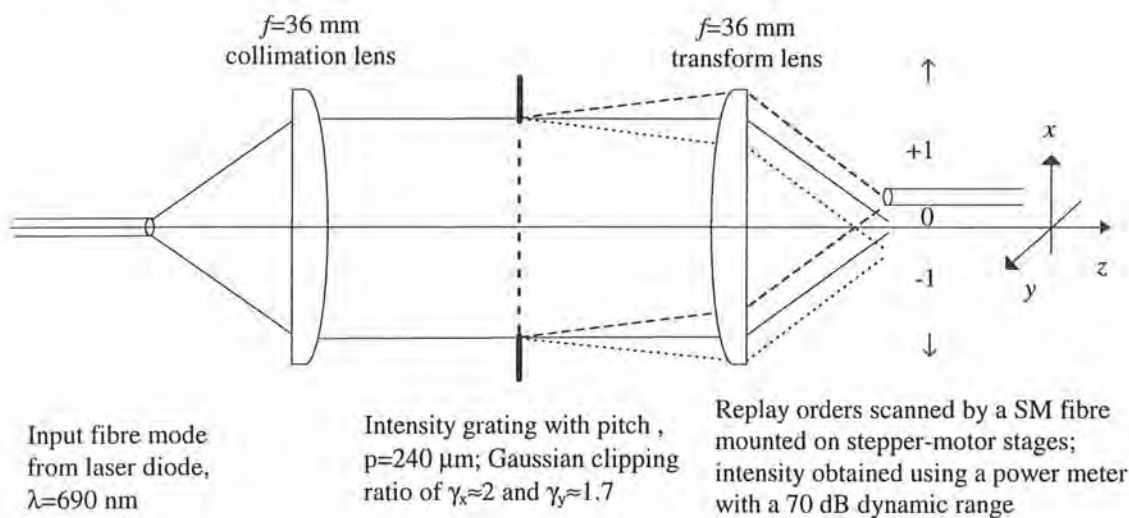 f=36 mm
collimation lens
f=36 mm
transform lens
↑
+1
0
-1
↓
x
y
z
Input fibre mode
from laser diode,
λ=690 nm
Intensity grating with pitch ,
p=240 μm; Gaussian clipping
ratio of γx≈2 and γy≈1.7
Replay orders scanned by a SM fibre
mounted on stepper-motor stages;
intensity obtained using a power meter
with a 70 dB dynamic range